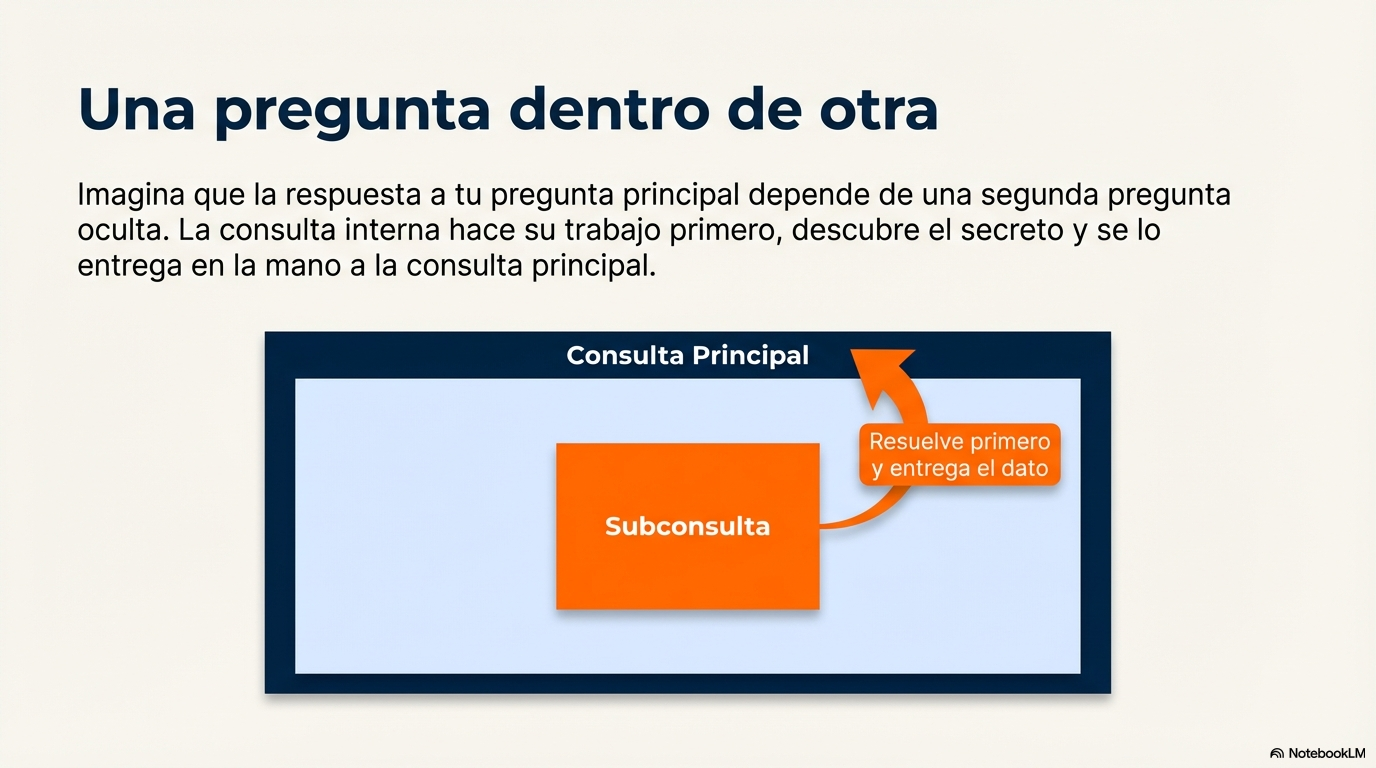 Una pregunta dentro de otra
Imagina que la respuesta a tu pregunta principal depende de una segunda pregunta
oculta. La consulta interna hace su trabajo primero, descubre el secreto y se lo
entrega en la mano a la consulta principal.
Consulta Principal
Resuelve primero
y entrega el dato
Subconsulta
NotebookLM